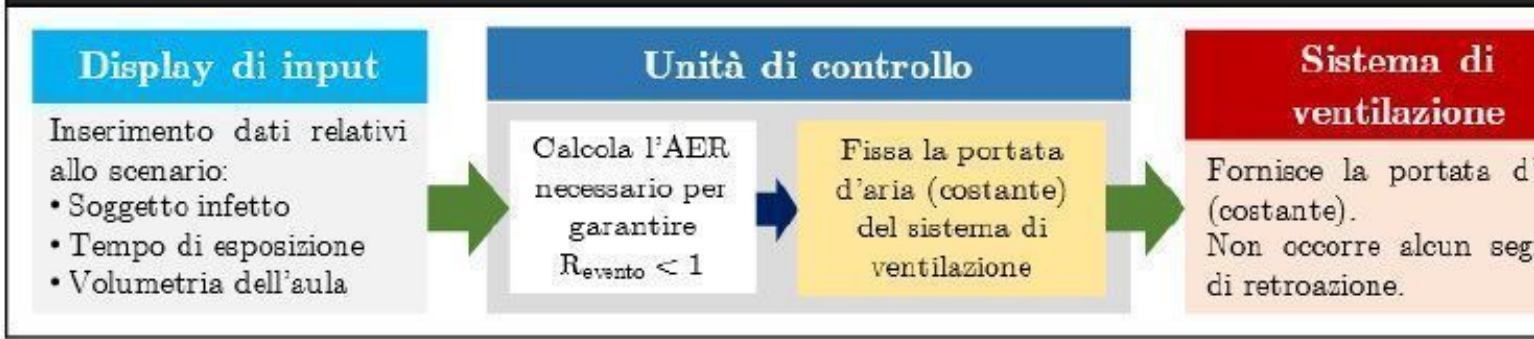 Display di input
Inserimento dati relativi
allo scenario:
• Soggetto infetto
• Tempo di esposizione
• Volumetria dell'aula
Unità di controllo
Calcola l'AER
necessario per
garantire
R_evento < 1
Fissa la portata
d'aria (costante)
del sistema di
ventilazione
Sistema di
ventilazione
Fornisce la portata
(costante).
Non occorre alcun
di retroazione.